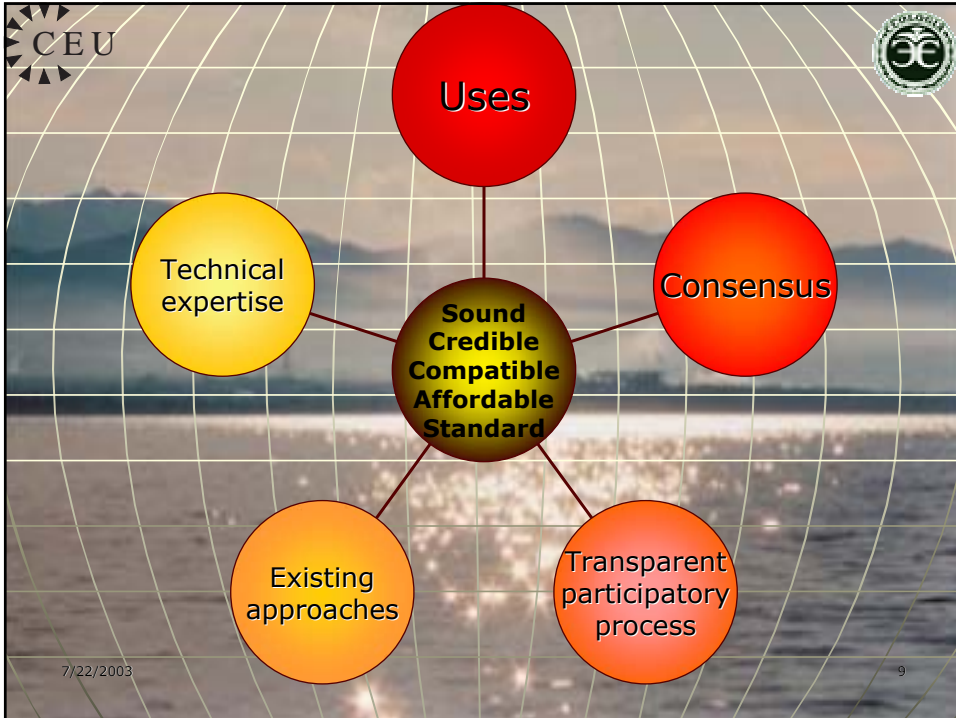 CEU
ECOLOGIA
Uses
Technical
expertise
Consensus
Sound
Credible
Compatible
Affordable
Standard
Existing
approaches
Transparent
participatory
process
7/22/2003
9